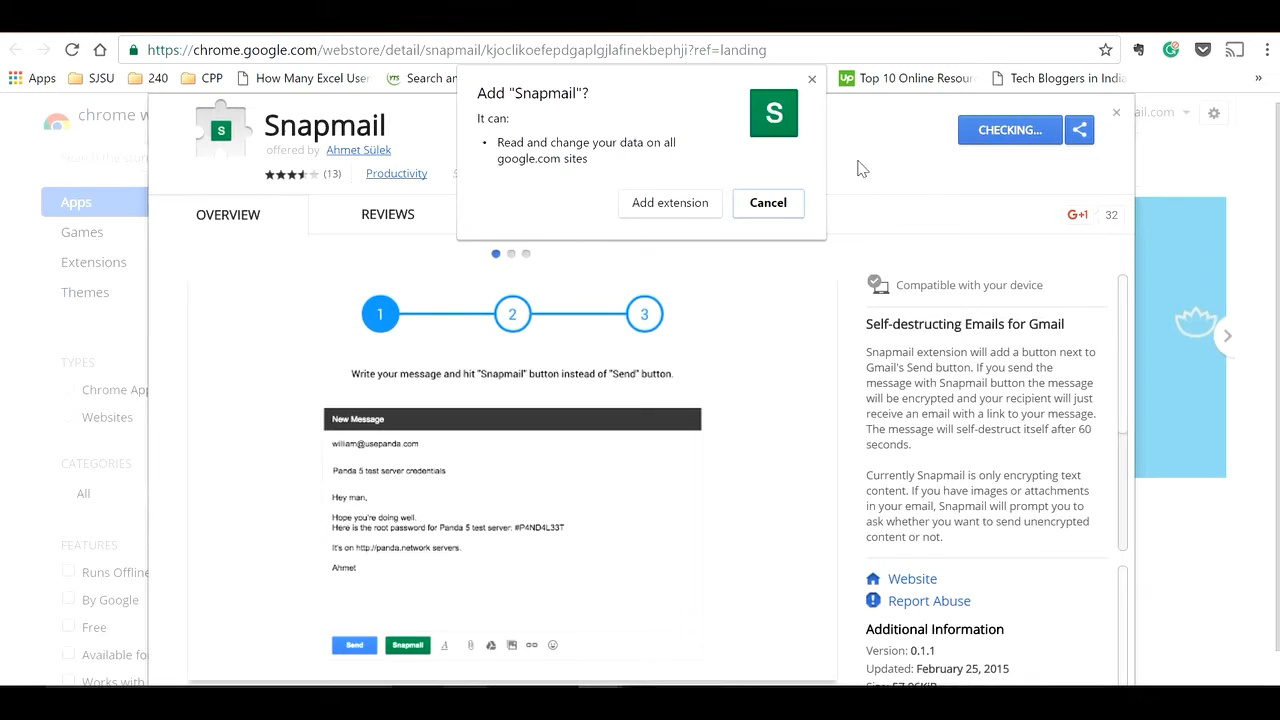 https://chrome.google.com/webstore/detail/snapmail/kjoclikoefepdgaplgjlafinekbephji?ref=landing
Apps SJSU 240 CPP How Many Excel User YTS Search an Up Top 10 Online Resourc Tech Bloggers in India »
chrome w
Snapmail
offered by Ahmet Sülek
(13) Productivity
Add "Snapmail"?
It can:
• Read and change your data on all
google.com sites
Add extension Cancel
S
CHECKING...
ail.com
OVERVIEW REVIEWS
G+1 32
Apps
Games
Extensions
Themes
TYPES
Chrome App
Websites
CATEGORIES
All
FEATURES
Runs Offline
By Google
Free
Available fo
Works with
1 2 3
Write your message and hit "Snapmail" button instead of "Send" button.
New Message
william@usepanda.com
Panda 5 test server credentials
Hey man,
Hope you're doing well.
Here is the root password for Panda 5 test server: #P4ND4L33T
It's on http://panda.network servers.
Ahmet
Send Snapmail
Compatible with your device
Self-destructing Emails for Gmail
Snapmail extension will add a button next to
Gmail's Send button. If you send the
message with Snapmail button the message
will be encrypted and your recipient will just
receive an email with a link to your message.
The message will self-destruct itself after 60
seconds.
Currently Snapmail is only encrypting text
content. If you have images or attachments
in your email, Snapmail will prompt you to
ask whether you want to send unencrypted
content or not.
Website
Report Abuse
Additional Information
Version: 0.1.1
Updated: February 25, 2015